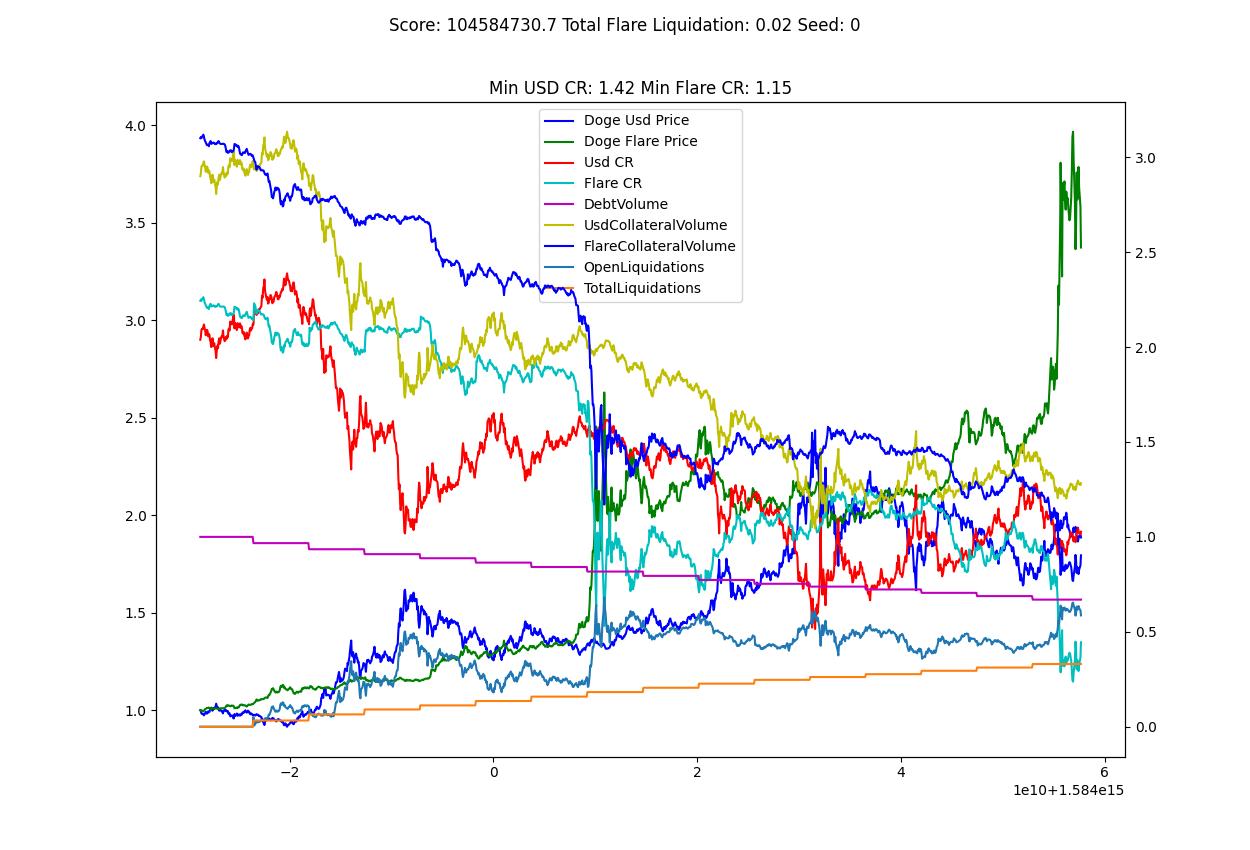 Score: 104584730.7 Total Flare Liquidation: 0.02 Seed: 0
Min USD CR: 1.42 Min Flare CR: 1.15
Doge Usd Price
Doge Flare Price
Usd CR
Flare CR
DebtVolume
UsdCollateralVolume
FlareCollateralVolume
OpenLiquidations
TotalLiquidations
4.0
3.5
3.0
2.5
2.0
1.5
1.0
3.0
2.5
2.0
1.5
1.0
0.5
0.0
−2 0 2 4 6
1e10+1.584e15